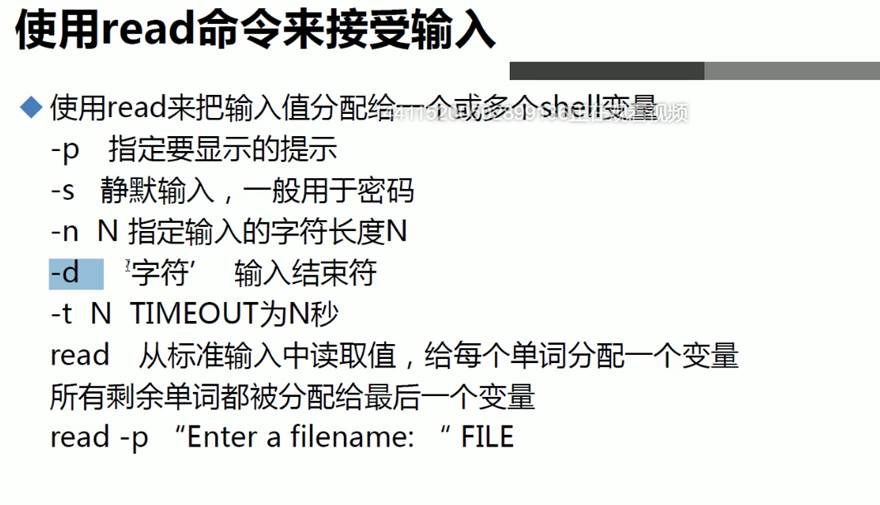 使用read命令来接受输入
使用read来把输入值分配给一个或多个shell变量
-p 指定要显示的提示
-s 静默输入，一般用于密码
-n N 指定输入的字符长度N
-d ‘字符’ 输入结束符
-t N TIMEOUT为N秒
read 从标准输入中读取值，给每个单词分配一个变量
所有剩余单词都被分配给最后一个变量
read -p “Enter a filename: “ FILE